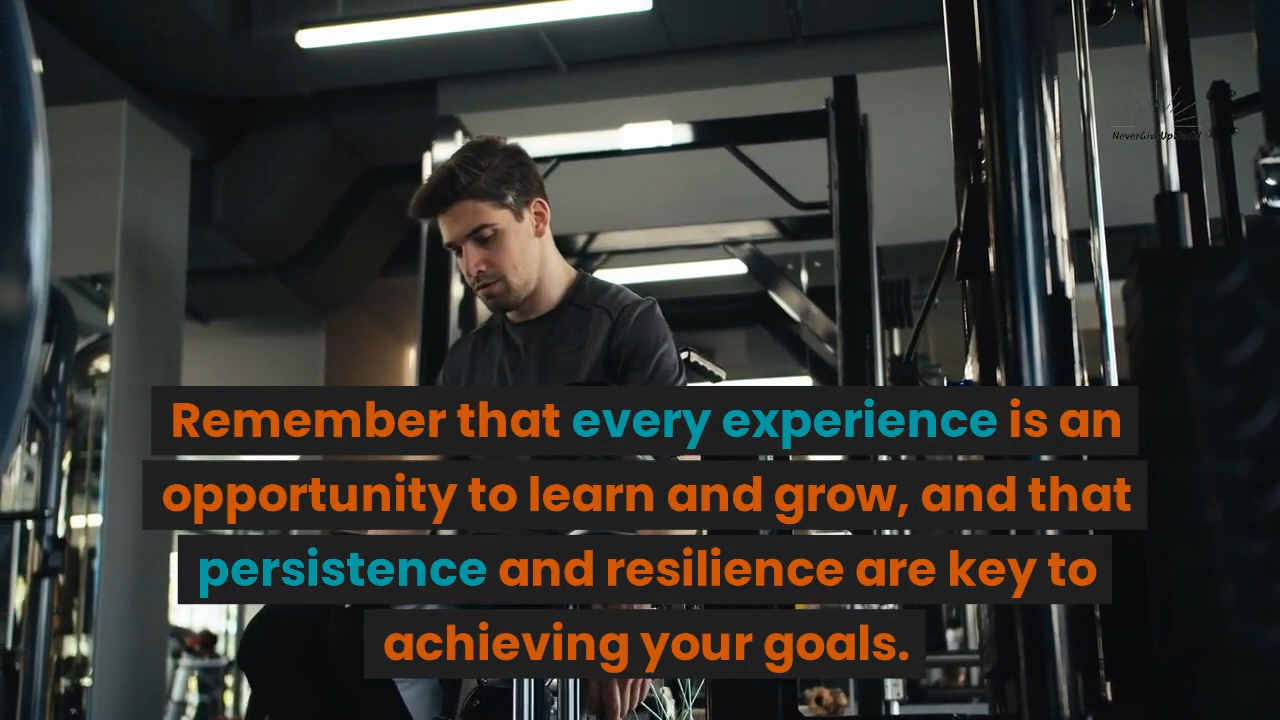 Remember that every experience is an
opportunity to learn and grow, and that
persistence and resilience are key to
achieving your goals.